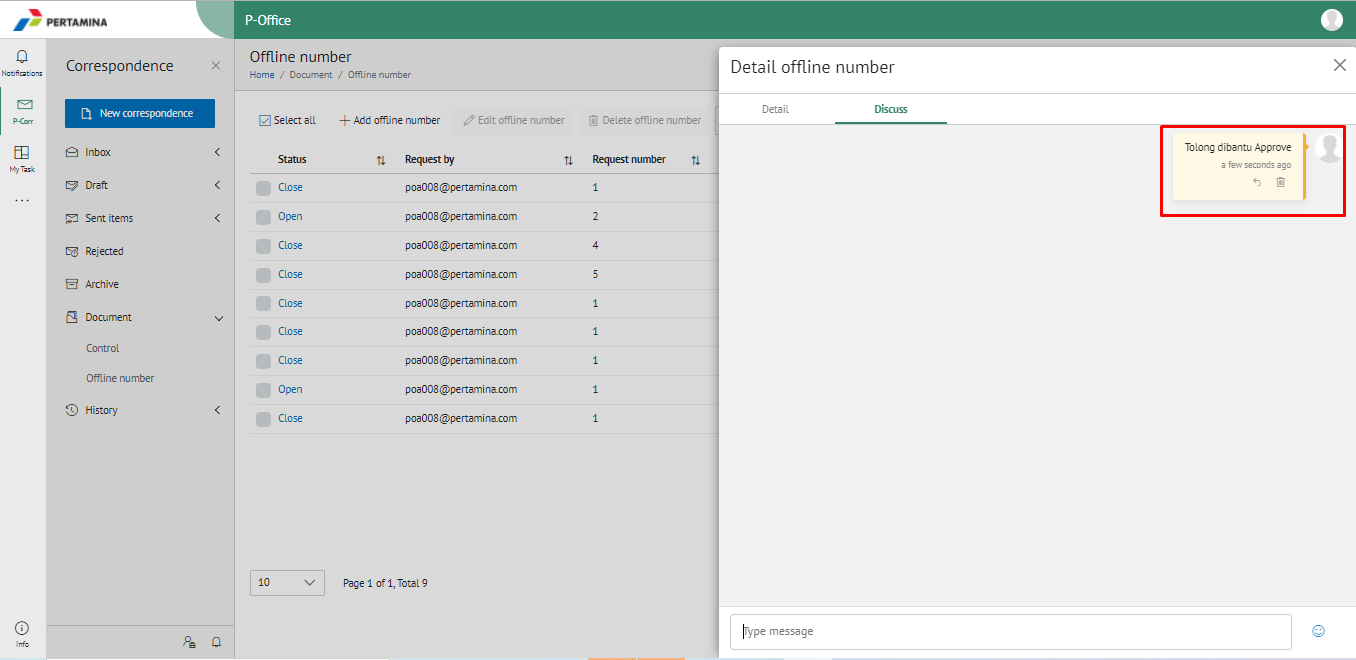 PERTAMINA
P-Office
Notifications
P-Corr
My Task
...
Info
Correspondence
New correspondence
Inbox
Draft
Sent items
Rejected
Archive
Document
Control
Offline number
History
Offline number
Home / Document / Offline number
Select all Add offline number Edit offline number Delete offline number
Status Request by Request number
Close poa008@pertamina.com 1
Open poa008@pertamina.com 2
Close poa008@pertamina.com 4
Close poa008@pertamina.com 5
Close poa008@pertamina.com 1
Close poa008@pertamina.com 1
Close poa008@pertamina.com 1
Open poa008@pertamina.com 1
Close poa008@pertamina.com 1
10 Page 1 of 1, Total 9
Detail offline number
Detail Discuss
Tolong dibantu Approve
a few seconds ago
Type message